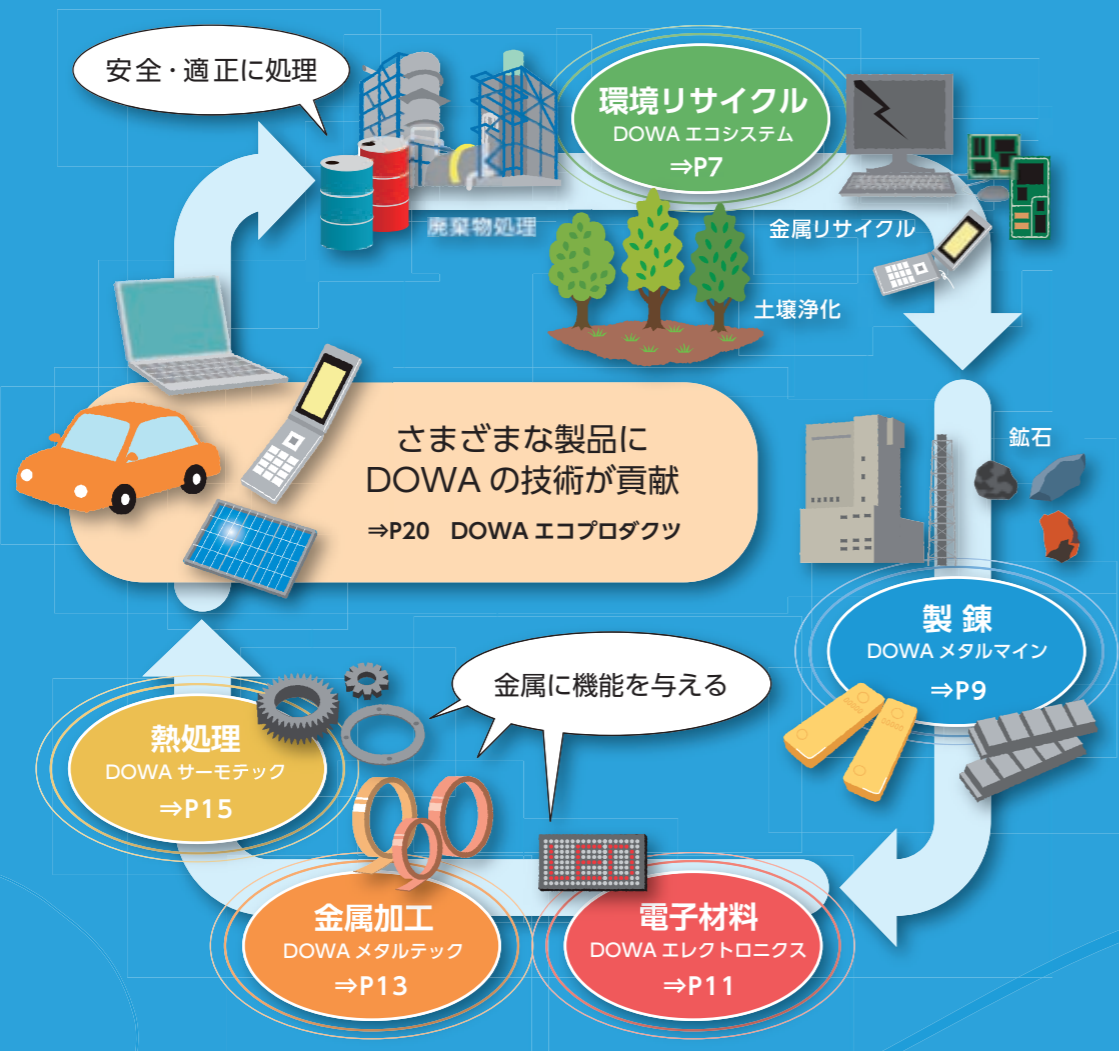 安全・適正に処理
環境リサイクル
DOWA エコシステム
⇒P7
廃棄物処理
金属リサイクル
土壌浄化
さまざまな製品に
DOWA の技術が貢献
⇒P20 DOWA エコプロダクツ
鉱石
製錬
DOWA メタルマイン
⇒P9
金属に機能を与える
熱処理
DOWA サーモテック
⇒P15
LED
金属加工
DOWA メタルテック
⇒P13
電子材料
DOWA エレクトロニクス
⇒P11